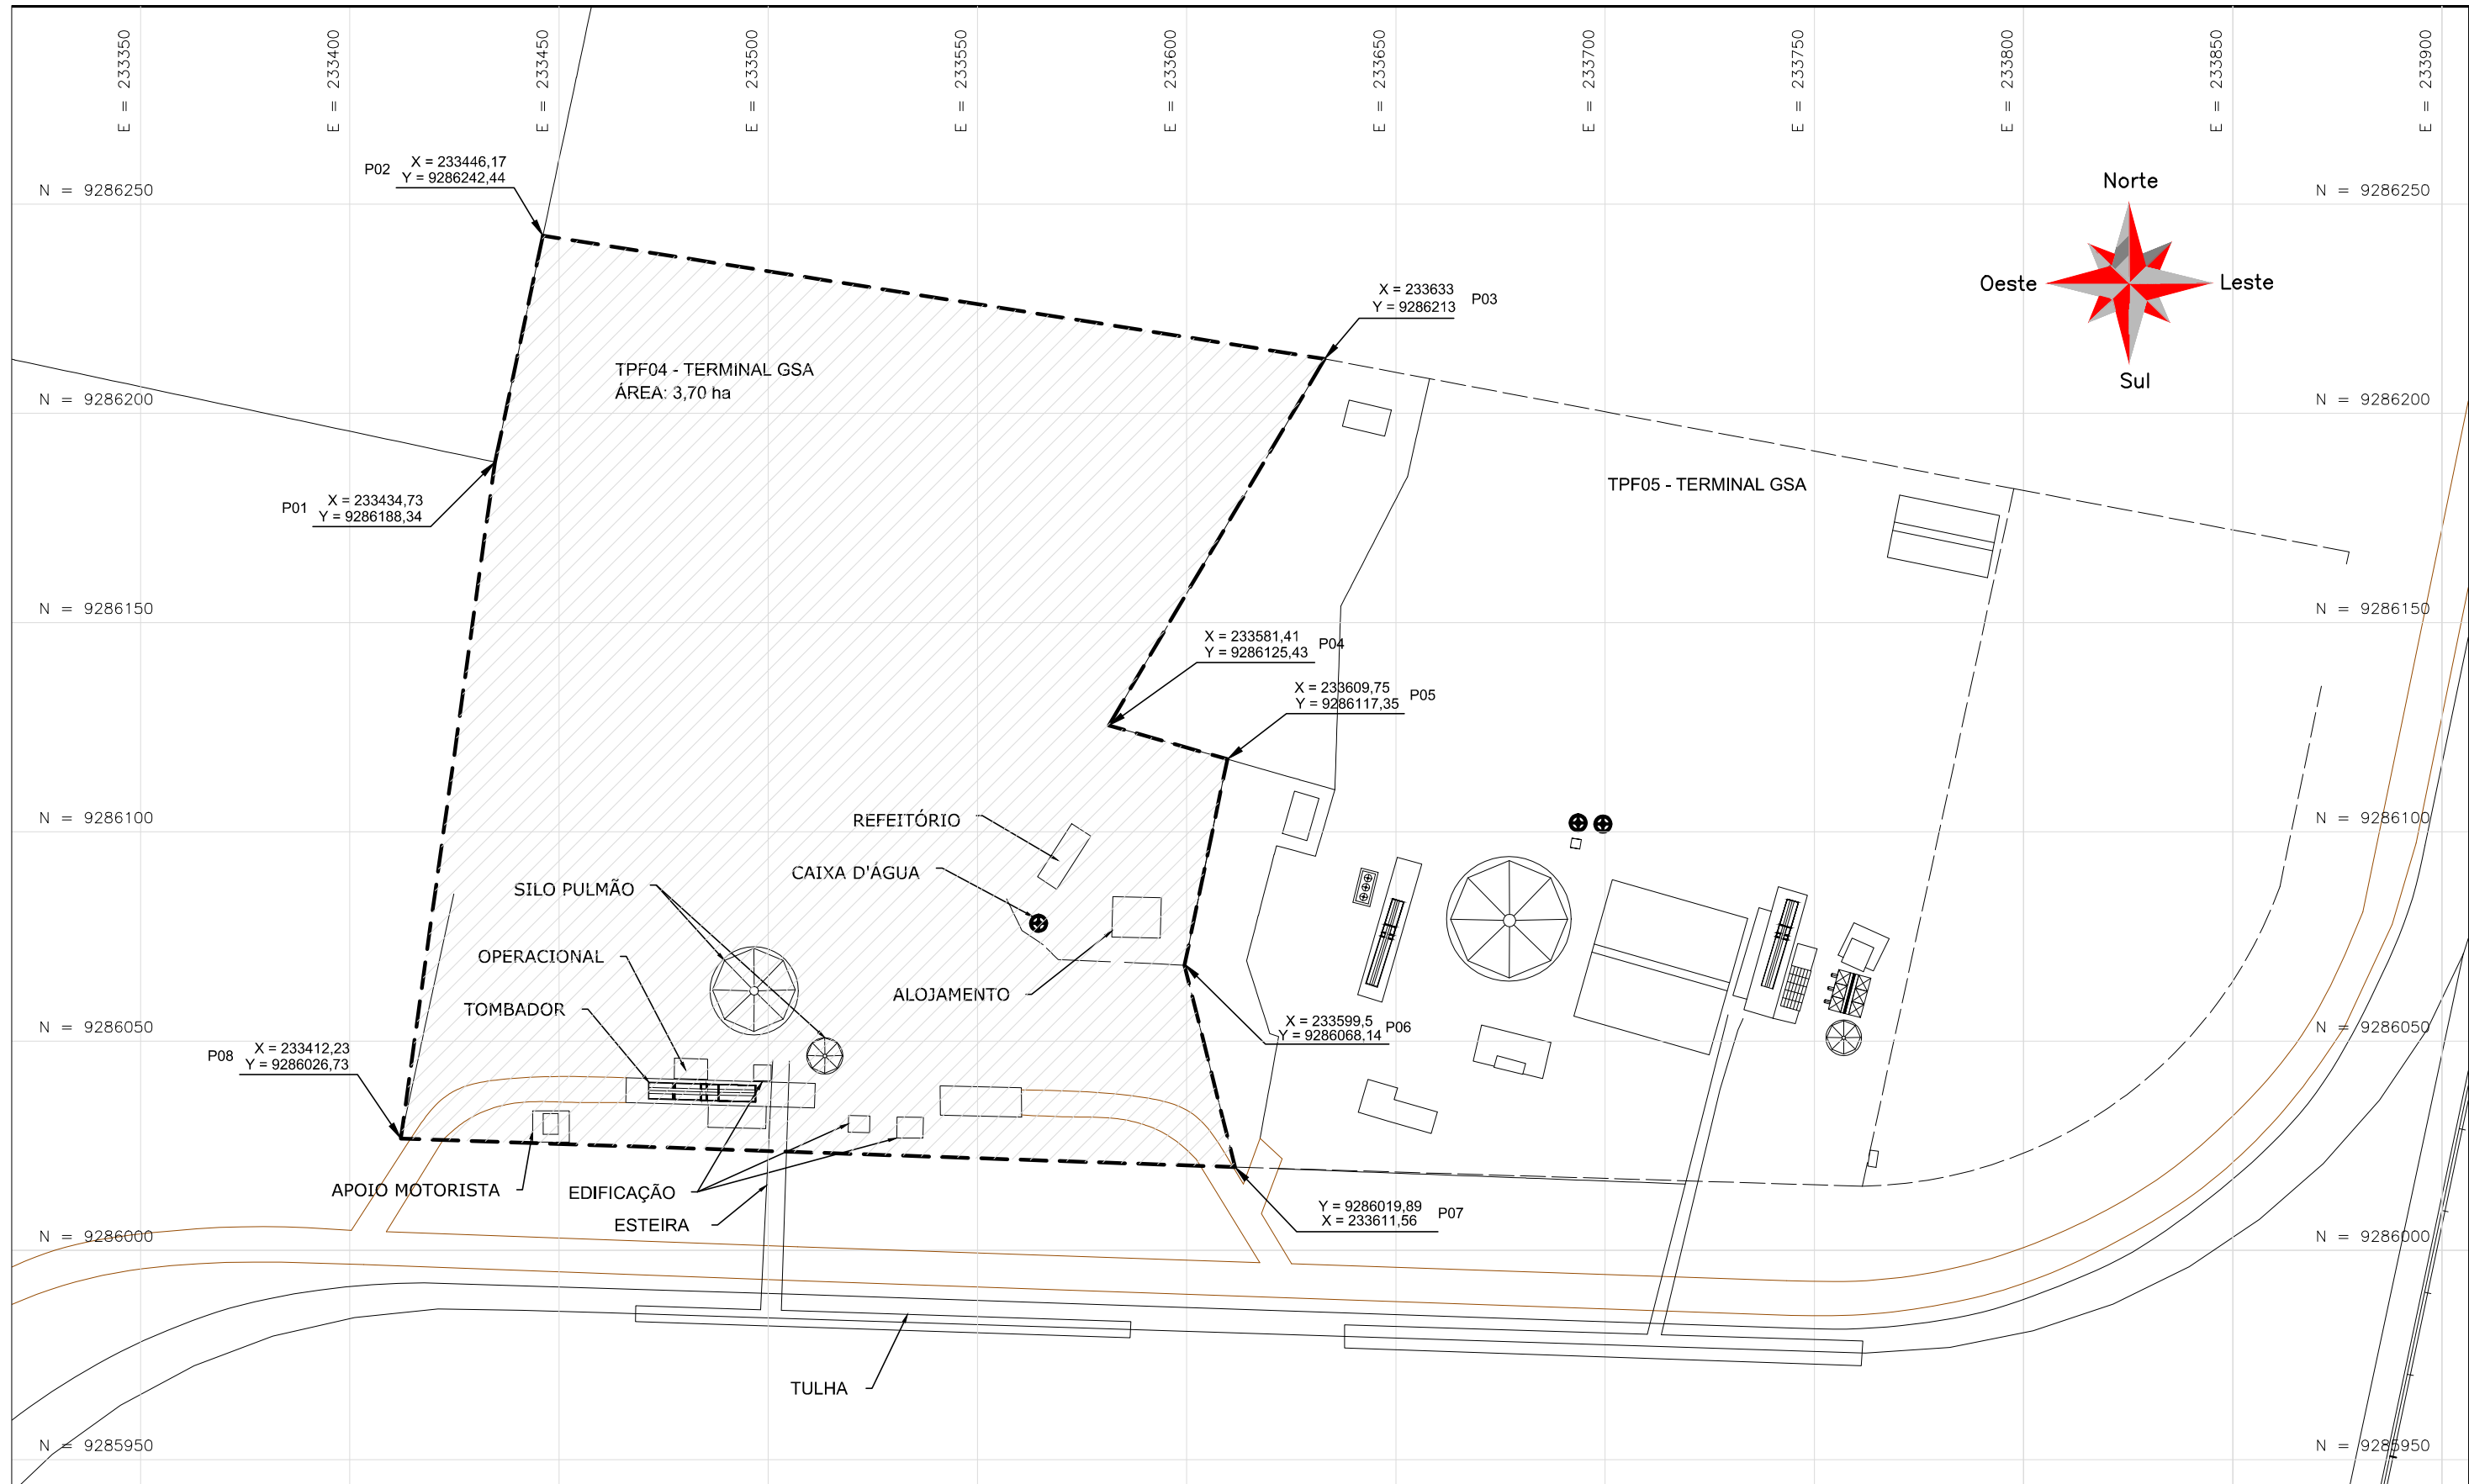 E = 233350
E = 233400
E = 233450
E = 233500
E = 233550
E = 233600
E = 233650
E = 233700
E = 233750
E = 233800
E = 233850
E = 233900
P02
X = 233446,17
Y = 9286242,44
N = 9286250
N = 9286250
Norte
Oeste
Leste
Sul
X = 233633
Y = 9286213
P03
TPF04 - TERMINAL GSA
ÁREA: 3,70 ha
N = 9286200
N = 9286200
TPF05 - TERMINAL GSA
P01
X = 233434,73
Y = 9286188,34
N = 9286150
N = 9286150
X = 233581,41
Y = 9286125,43
P04
X = 233609,75
Y = 9286117,35
P05
N = 9286100
N = 9286100
REFEITÓRIO
CAIXA D'ÁGUA
SILO PULMÃO
OPERACIONAL
ALOJAMENTO
TOMBADOR
N = 9286050
N = 9286050
X = 233599,5
Y = 9286068,14
P06
P08
X = 233412,23
Y = 9286026,73
APOIO MOTORISTA
EDIFICAÇÃO
ESTEIRA
Y = 9286019,89
X = 233611,56
P07
N = 9286000
N = 9286000
TULHA
N = 9285950
N = 9285950